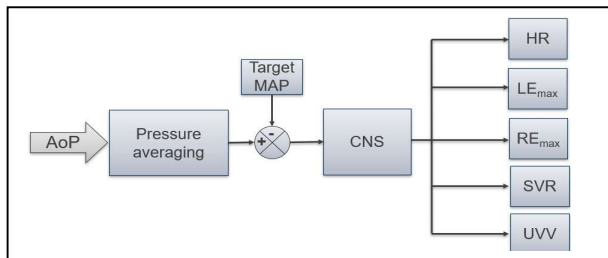 HR
Target
MAP
LEmax
AoP
Pressure
averaging
- 
+
CNS
REmax
SVR
UVV